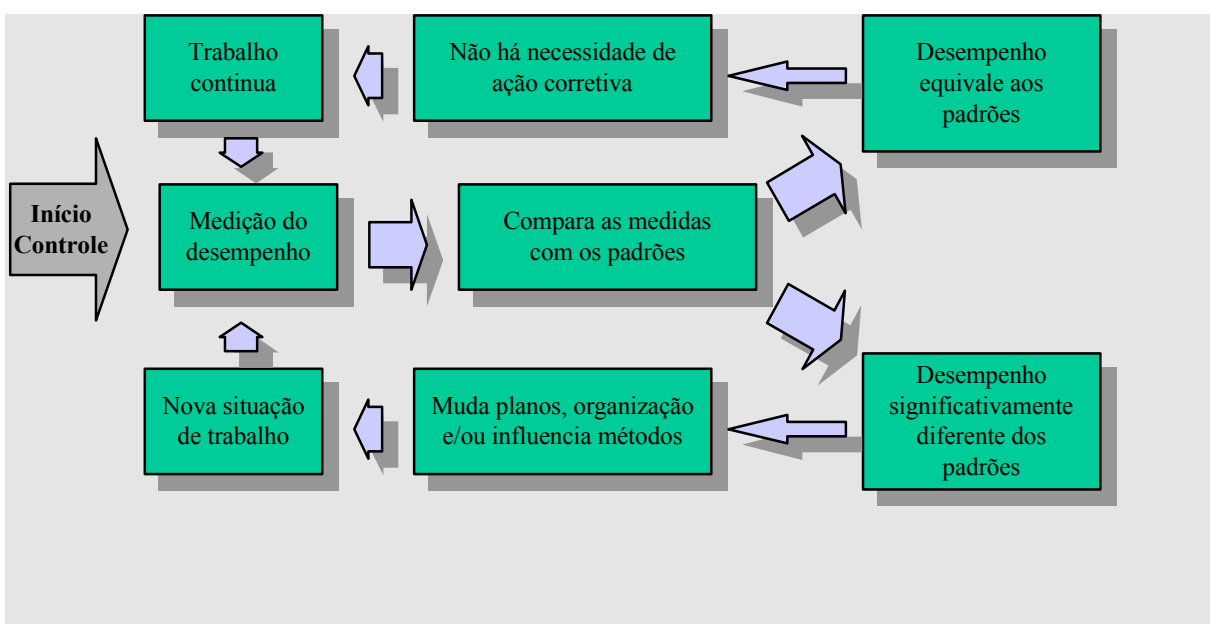 Trabalho
continua
Não há necessidade de
ação corretiva
Desempenho
equivale aos
padrões
Início
Controle
Medição do
desempenho
Compara as medidas
com os padrões
Nova situação
de trabalho
Muda planos, organização
e/ou influencia métodos
Desempenho
significativamente
diferente dos
padrões